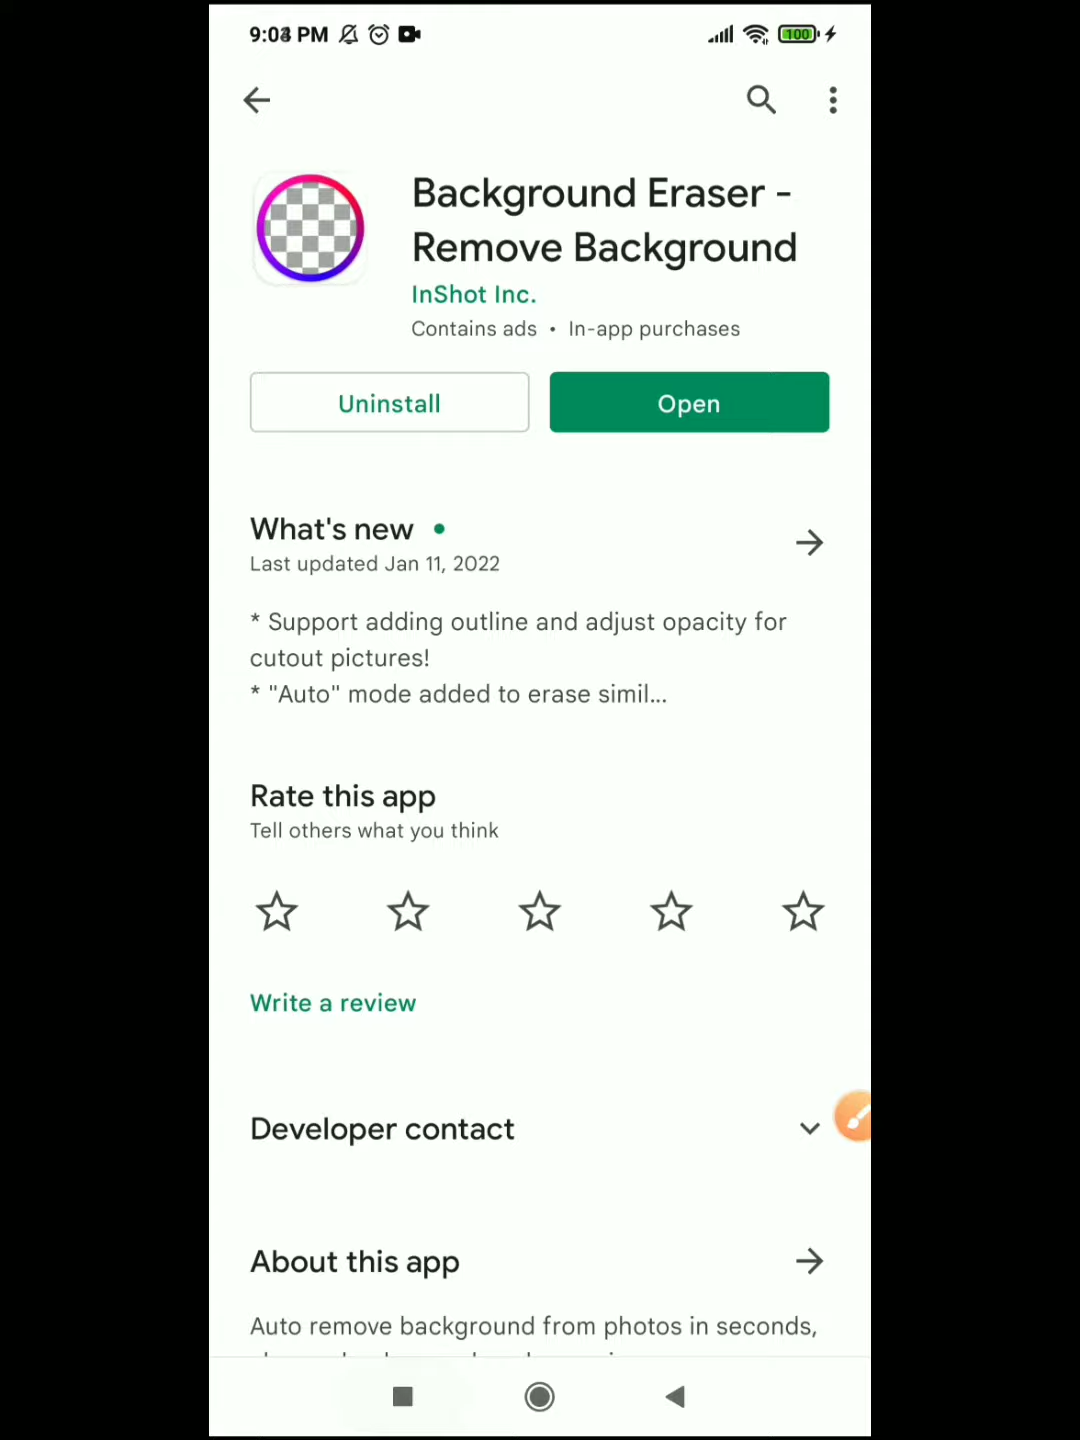 PM
100
Background Eraser -
Remove Background
InShot Inc.
Contains ads • In-app purchases
Uninstall
Open
What's new •
Last updated Jan 11, 2022
* Support adding outline and adjust opacity for
cutout pictures!
* "Auto" mode added to erase simil...
Rate this app
Tell others what you think
Write a review
Developer contact
About this app
Auto remove background from photos in seconds,